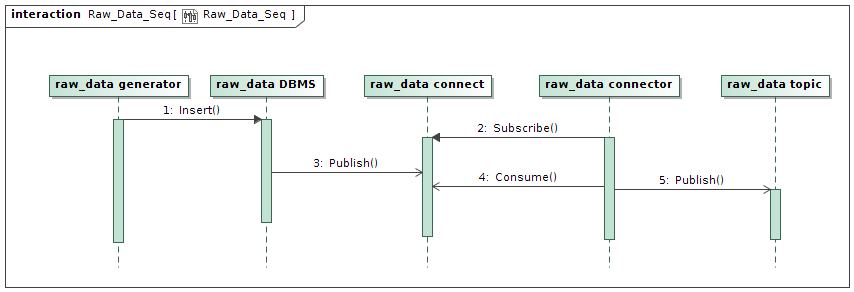 interaction Raw_Data_Seq[ Raw_Data_Seq ]
raw_data generator
raw_data DBMS
raw_data connect
raw_data connector
raw_data topic
1: Insert()
2: Subscribe()
3: Publish()
4: Consume()
5: Publish()